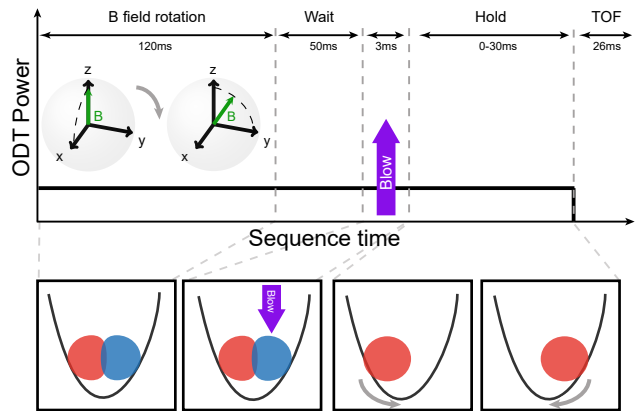 B field rotation Wait Hold TOF
120ms 50ms 3ms 0-30ms 26ms
ODT Power
z z
B B
x y x y
Blow
Sequence time
Blow